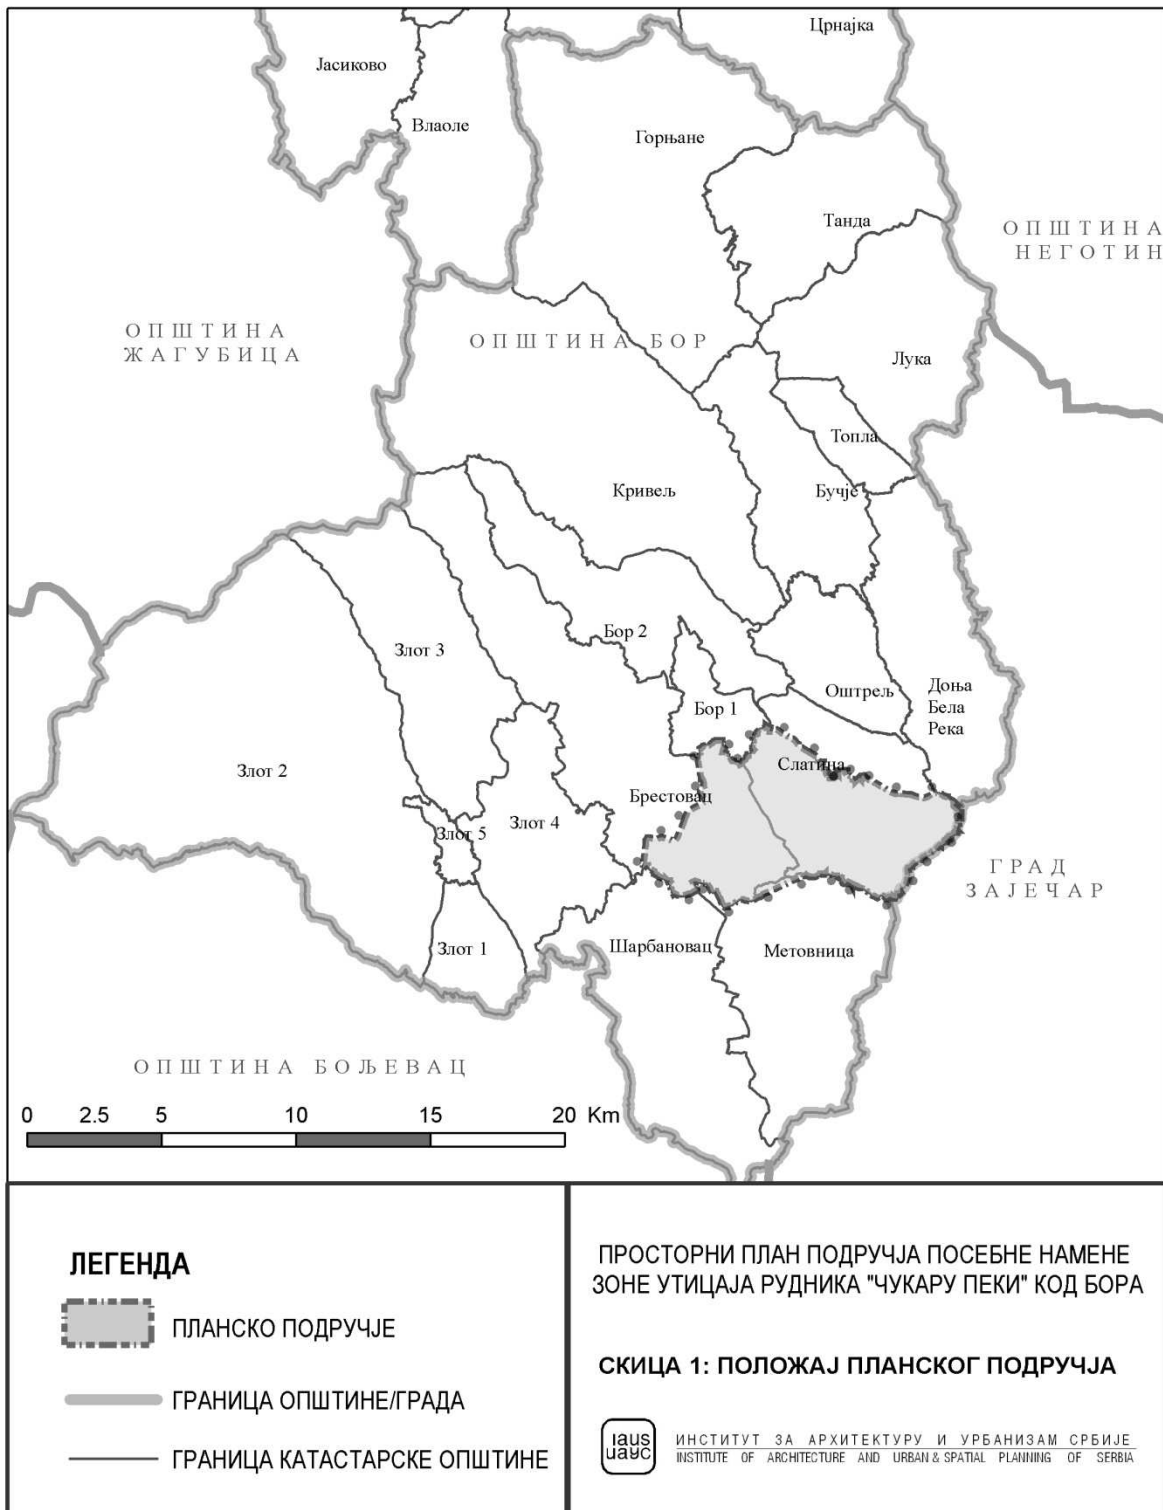 Црнајка
Јасиково
Влаоле
Горњане
Танда
ОПШТИНА
НЕГОТИН
ОПШТИНА
ЖАГУБИЦА
ОПШТИНА БОР
Лука
Топла
Кривељ
Бучје
Бор 2
Злот 3
Оштрељ
Доња
Бела
Река
Бор 1
Злот 2
Слатина
Брестовац
Злот 4
Злот 5
ГРАД
ЗАЈЕЧАР
Злот 1
Шарбановац
Метовница
ОПШТИНА БОЉЕВАЦ
0 2.5 5 10 15 20 Km
ЛЕГЕНДА
ПЛАНСКО ПОДРУЧЈЕ
ГРАНИЦА ОПШТИНЕ/ГРАДА
ГРАНИЦА КАТАСТАРСКЕ ОПШТИНЕ
ПРОСТОРНИ ПЛАН ПОДРУЧЈА ПОСЕБНЕ НАМЕНЕ
ЗОНЕ УТИЦАЈА РУДНИКА "ЧУКАРУ ПЕКИ" КОД БОРА
СКИЦА 1: ПОЛОЖАЈ ПЛАНСКОГ ПОДРУЧЈА
iaus
иаус
ИНСТИТУТ ЗА АРХИТЕКТУРУ И УРБАНИЗАМ СРБИЈЕ
INSTITUTE OF ARCHITECTURE AND URBAN & SPATIAL PLANNING OF SERBIA